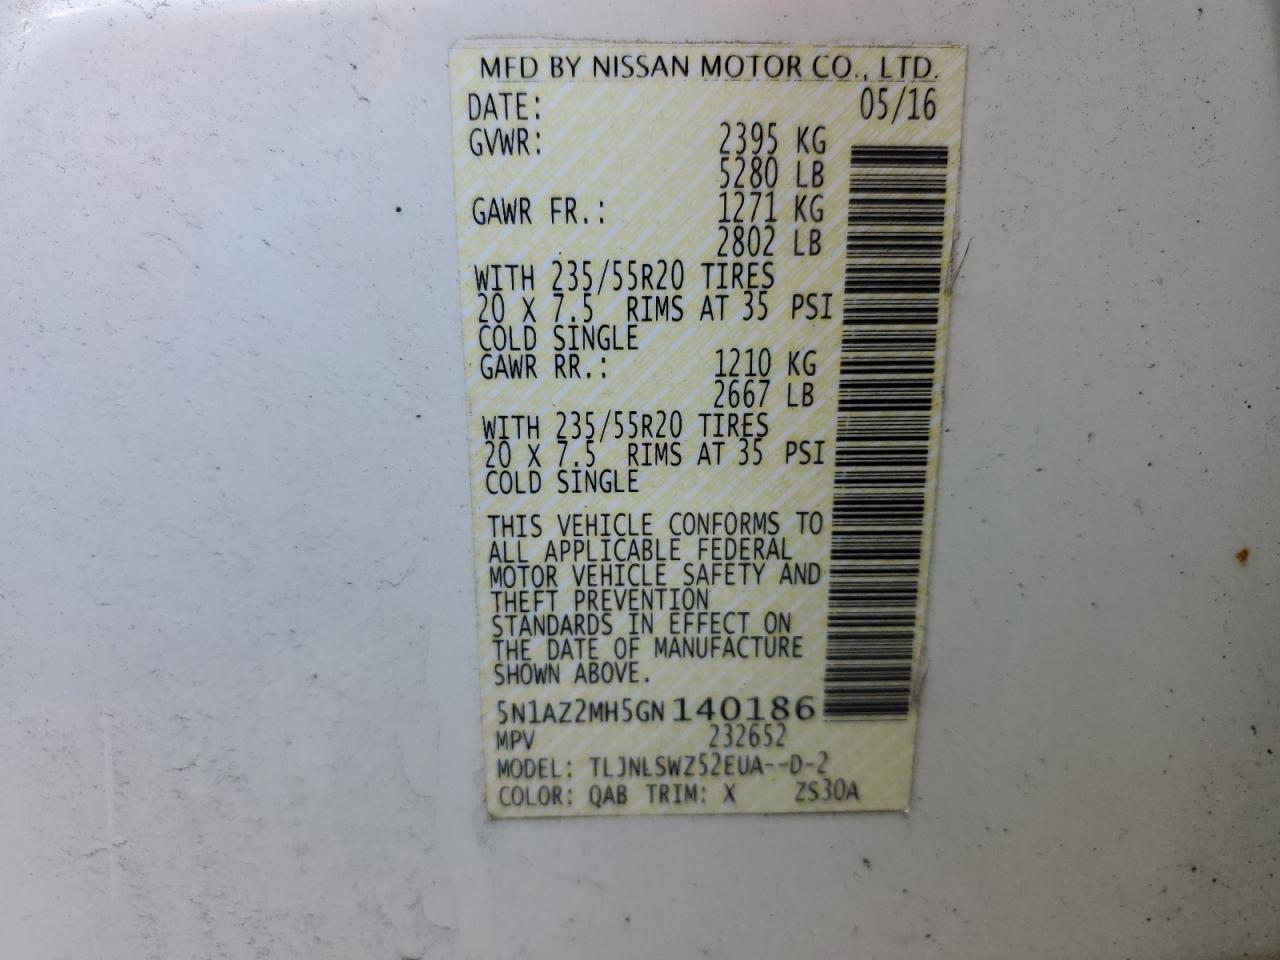 MFD BY NISSAN MOTOR CO., LTD.
DATE: 05/16
GVWR: 2395 KG
5280 LB
GAWR FR.: 1271 KG
2802 LB
WITH 235/55R20 TIRES
20 X 7.5 RIMS AT 35 PSI
COLD SINGLE
GAWR RR.: 1210 KG
2667 LB
WITH 235/55R20 TIRES
20 X 7.5 RIMS AT 35 PSI
COLD SINGLE
THIS VEHICLE CONFORMS TO
ALL APPLICABLE FEDERAL
MOTOR VEHICLE SAFETY AND
THEFT PREVENTION
STANDARDS IN EFFECT ON
THE DATE OF MANUFACTURE
SHOWN ABOVE.
5N1AZ2MH5GN140186
MPV 232652
MODEL: TLJNLSWZ52EUA--D-2
COLOR: QAB TRIM: X ZS30A